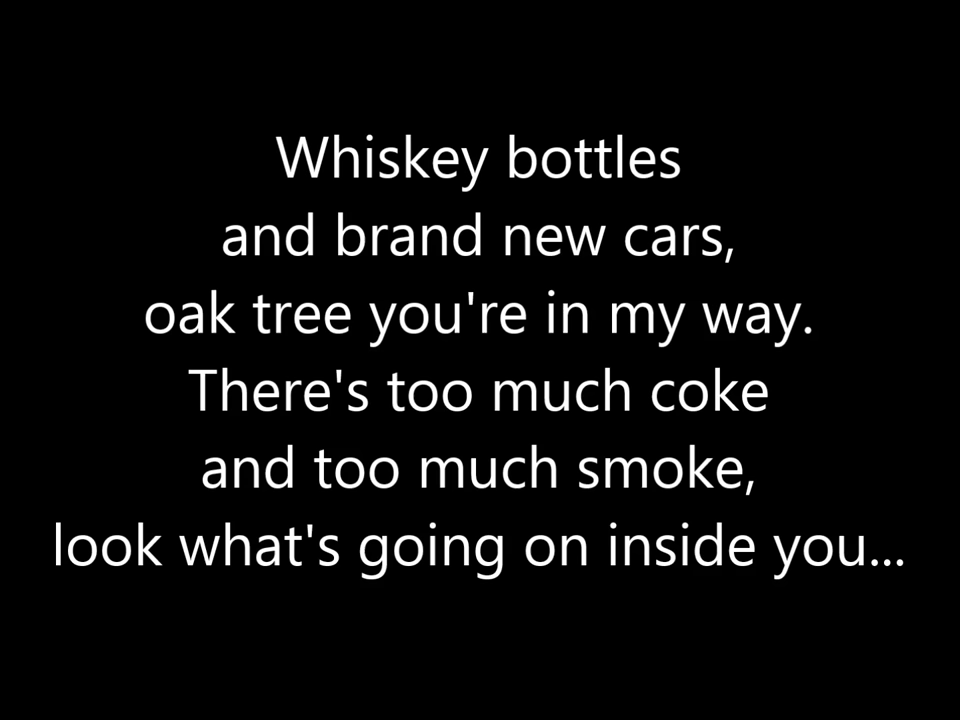 Whiskey bottles
and brand new cars,
oak tree you're in my way.
There's too much coke
and too much smoke,
look what's going on inside you...